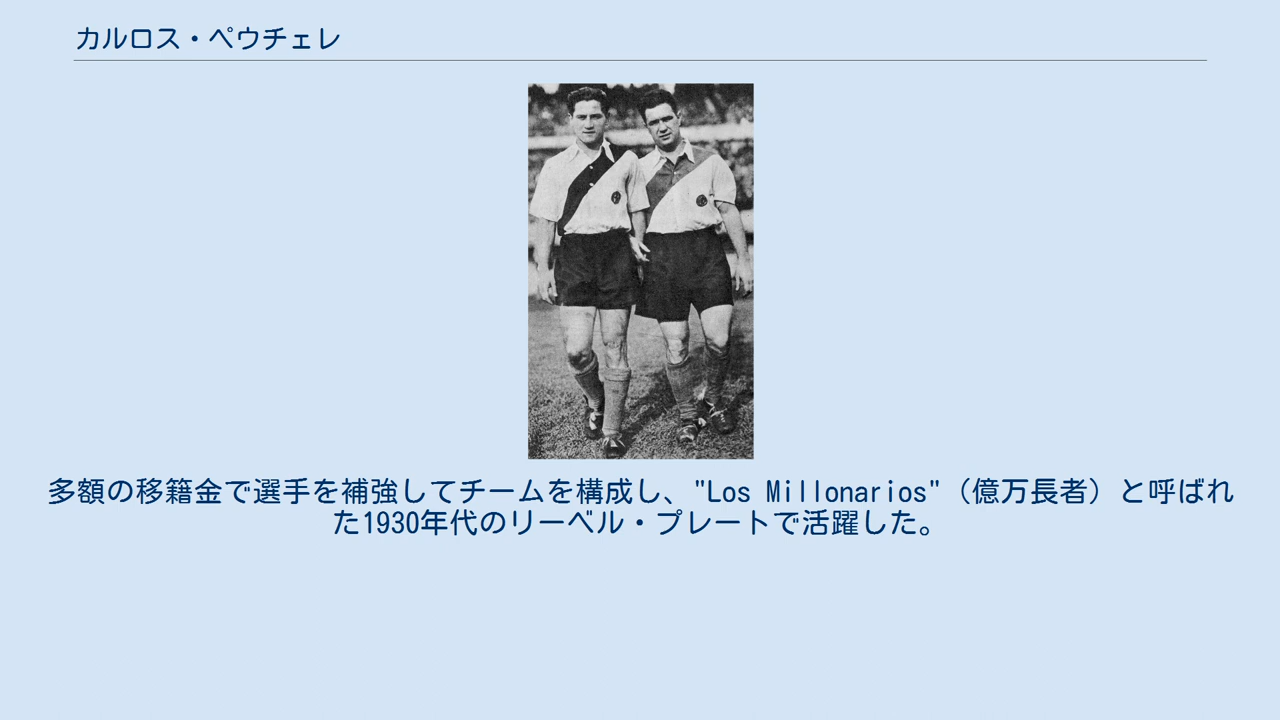 カルロス・ペウチェレ
多額の移籍金で選手を補強してチームを構成し、"Los Millonarios"（億万長者）と呼ばれ
た1930年代のリーベル・プレートで活躍した。